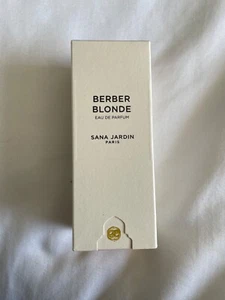 BERBER
BLONDE
EAU DE PARFUM
SANA JARDIN
PARIS